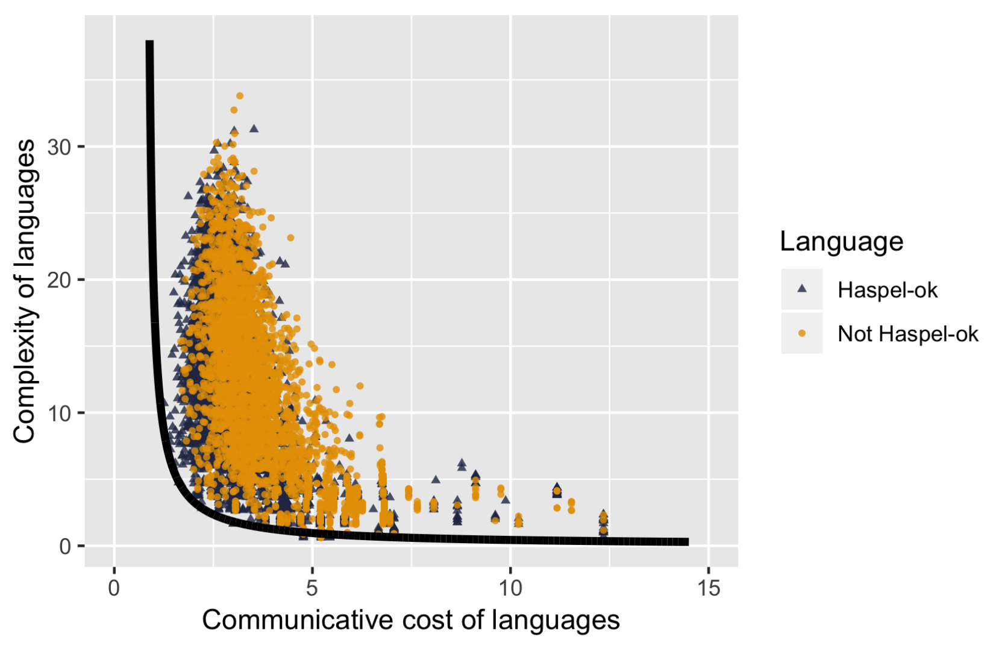 Complexity of languages
30
20
10
0
0 5 10 15
Communicative cost of languages
Language
Haspel-ok
Not Haspel-ok